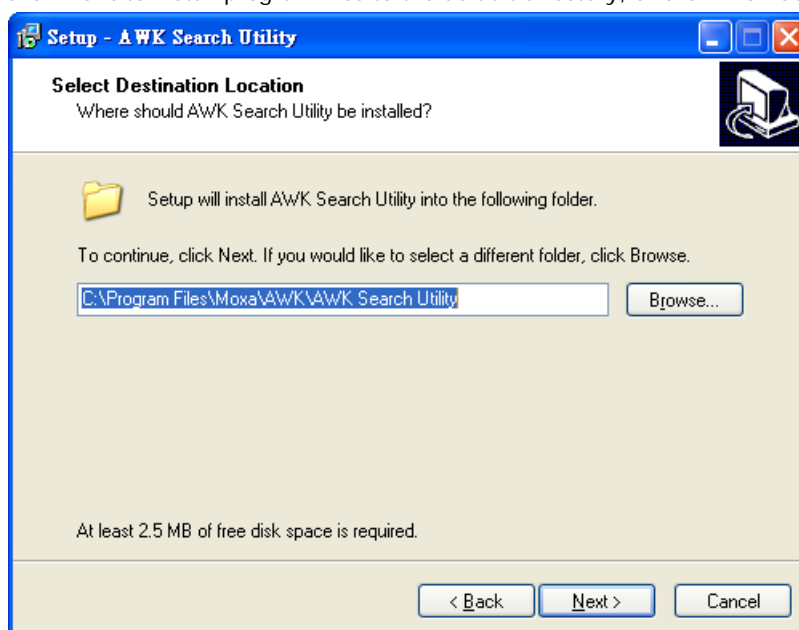 Setup - AWK Search Utility
Select Destination Location
Where should AWK Search Utility be installed?
Setup will install AWK Search Utility into the following folder.
To continue, click Next. If you would like to select a different folder, click Browse.
C:\Program Files\Moxa\AWK\AWK Search Utility
Browse...
At least 2.5 MB of free disk space is required.
< Back Next > Cancel